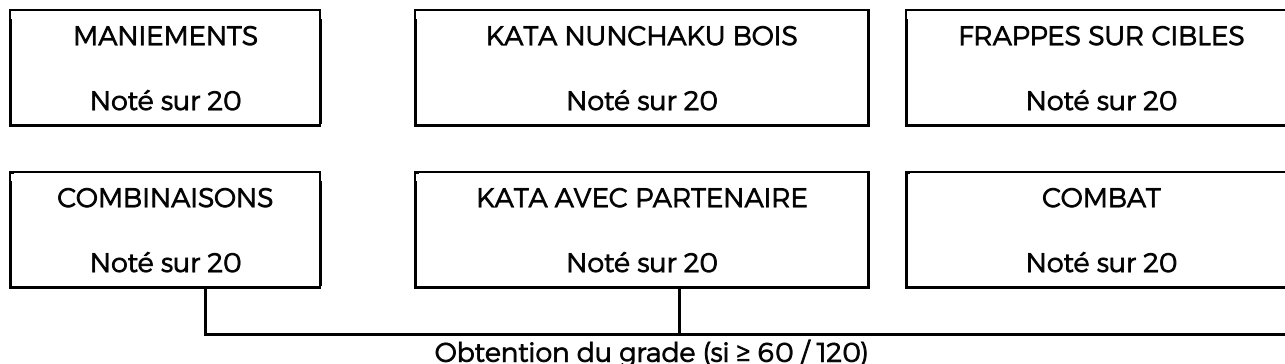 MANIEMENTS
Noté sur 20
KATA NUNCHAKU BOIS
Noté sur 20
FRAPPES SUR CIBLES
Noté sur 20
COMBINAISONS
Noté sur 20
KATA AVEC PARTENAIRE
Noté sur 20
COMBAT
Noté sur 20
Obtention du grade (si ≥ 60 / 120)